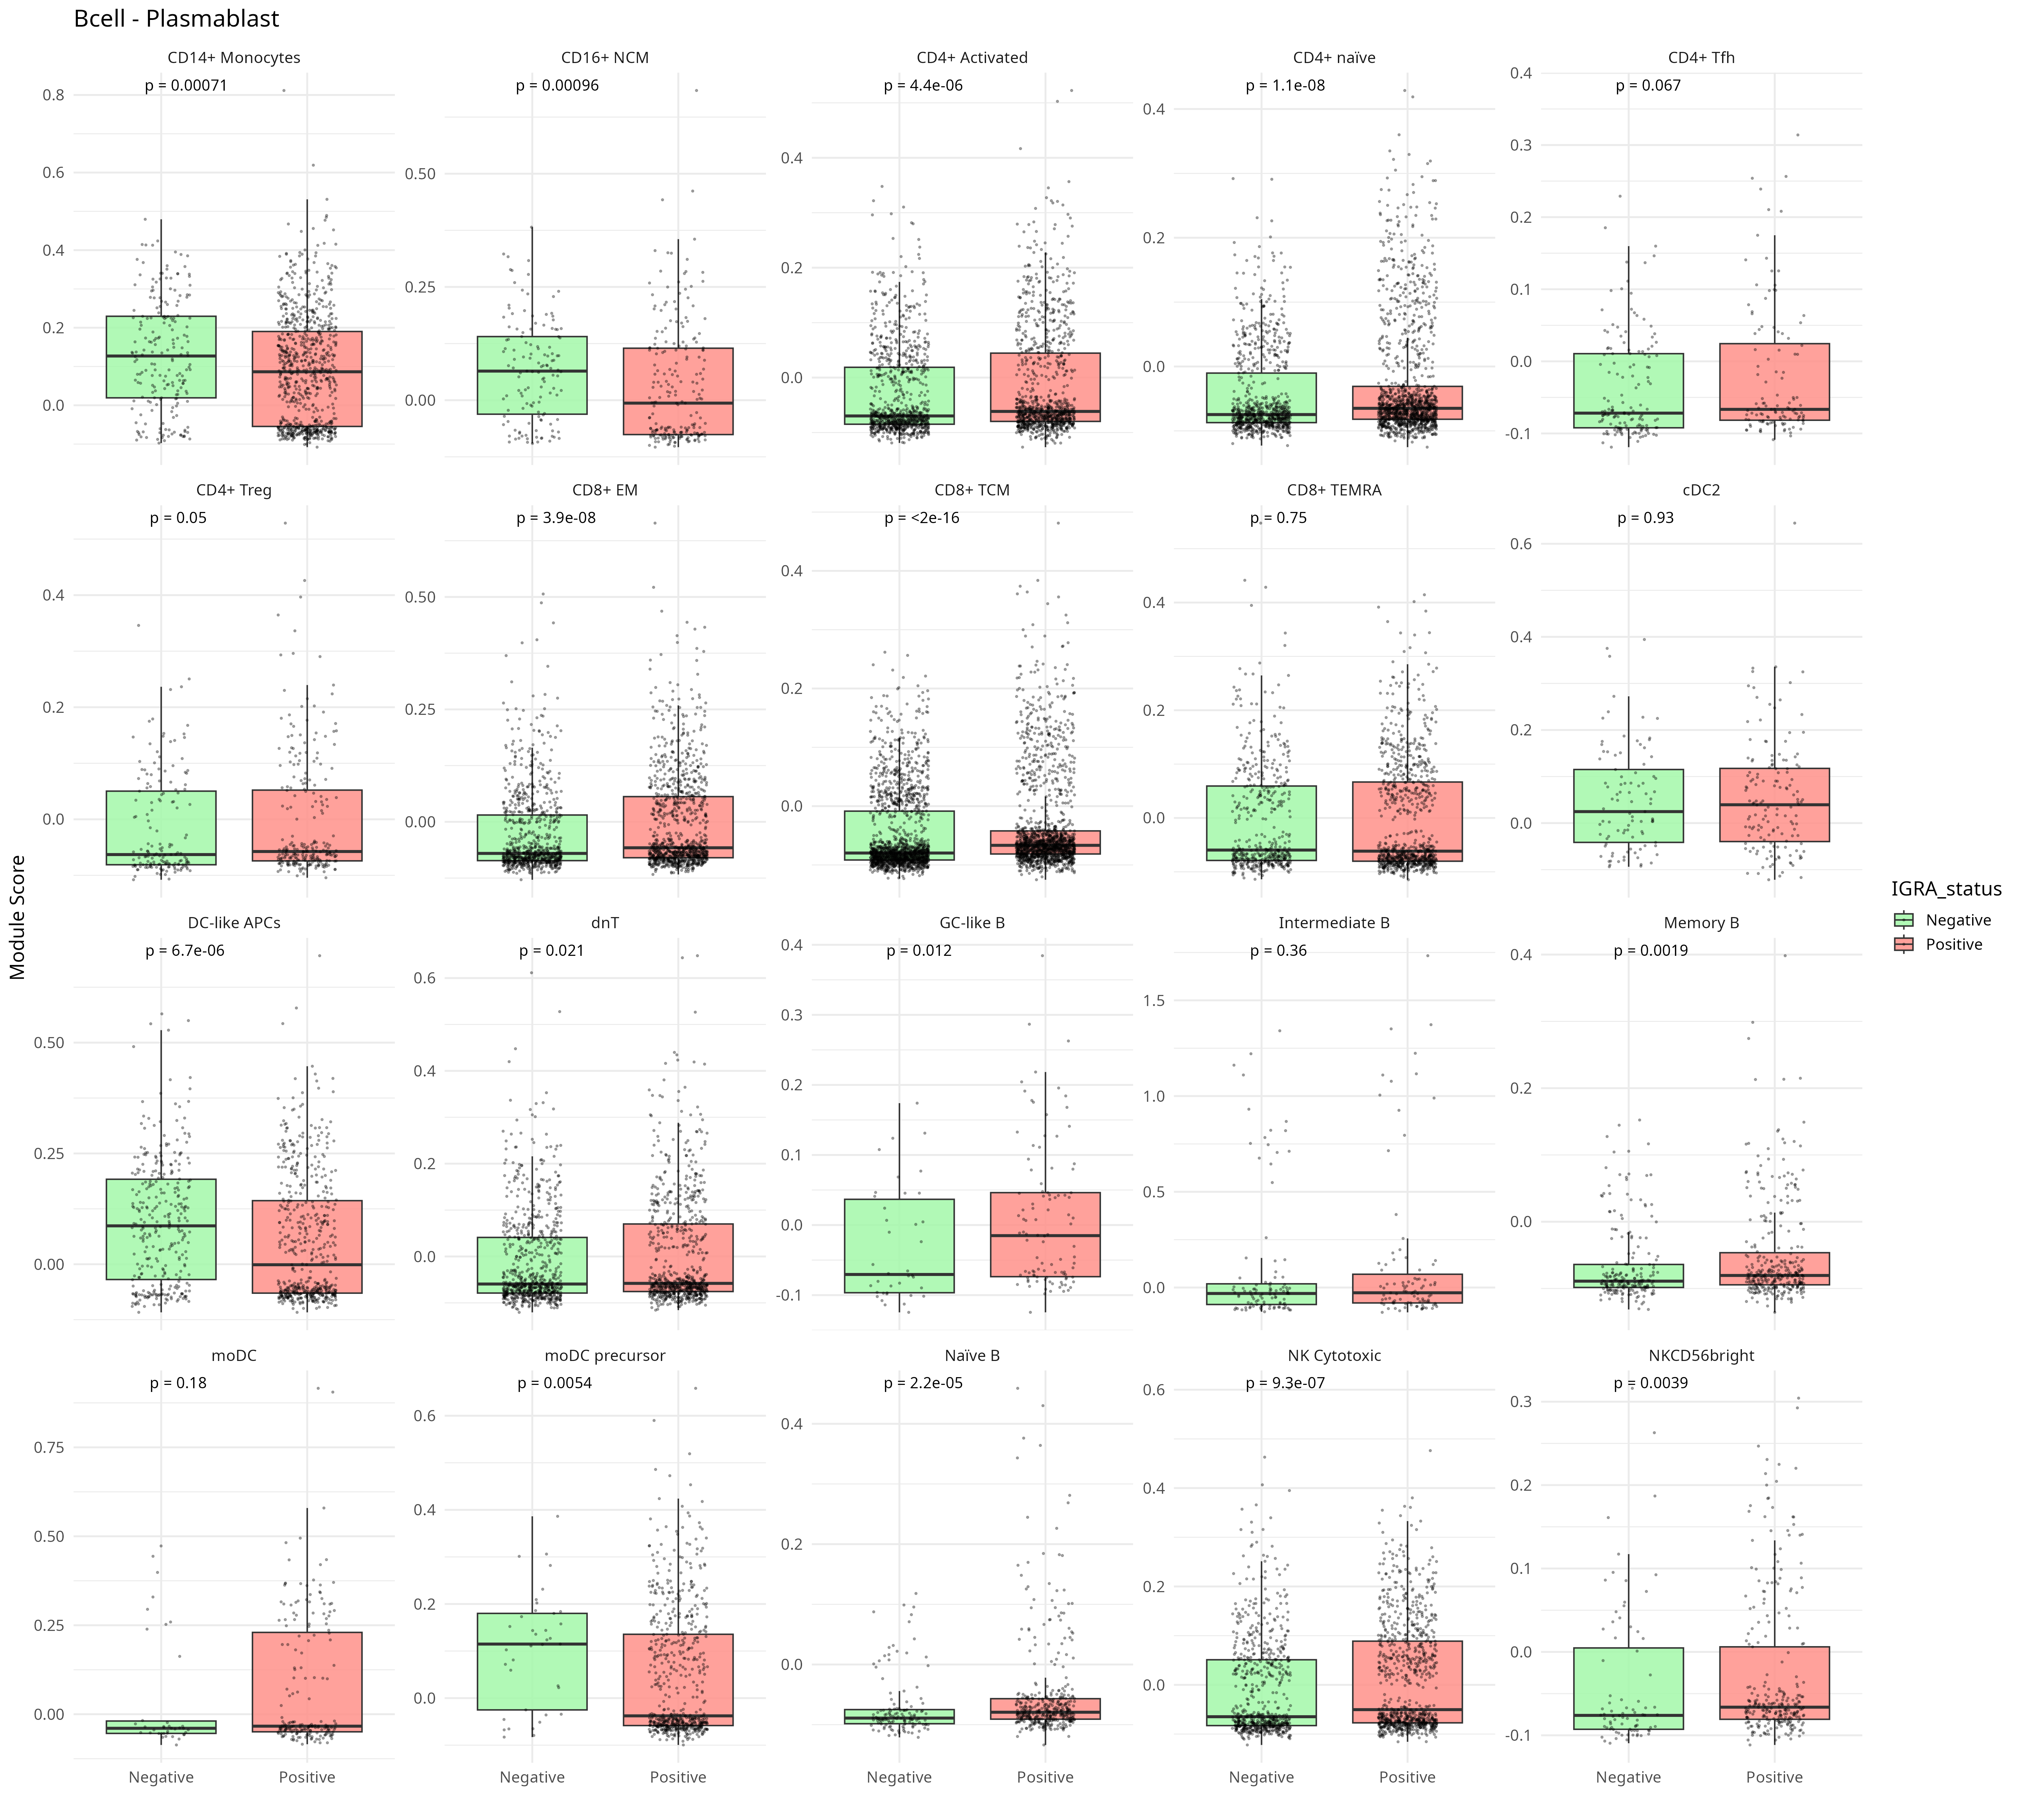 Bcell - Plasmablast
CD14+ Monocytes
CD16+ NCM
CD4+ Activated
CD4+ naïve
CD4+ Tfh
p = 0.00071
p = 0.00096
p = 4.4e-06
p = 1.1e-08
p = 0.067
0.8
0.6
0.4
0.2
0.0
0.50
0.25
0.00
0.4
0.2
0.0
0.4
0.2
0.0
0.4
0.3
0.2
0.1
0.0
-0.1
CD4+ Treg
CD8+ EM
CD8+ TCM
CD8+ TEMRA
cDC2
p = 0.05
p = 3.9e-08
p = <2e-16
p = 0.75
p = 0.93
0.4
0.2
0.0
0.50
0.25
0.00
0.4
0.2
0.0
0.4
0.2
0.0
0.6
0.4
0.2
0.0
Module Score
DC-like APCs
dnT
GC-like B
Intermediate B
Memory B
p = 6.7e-06
p = 0.021
p = 0.012
p = 0.36
p = 0.0019
0.50
0.25
0.00
0.6
0.4
0.2
0.0
0.4
0.3
0.2
0.1
0.0
-0.1
1.5
1.0
0.5
0.0
0.4
0.2
0.0
moDC
moDC precursor
Naïve B
NK Cytotoxic
NKCD56bright
p = 0.18
p = 0.0054
p = 2.2e-05
p = 9.3e-07
p = 0.0039
0.75
0.50
0.25
0.00
0.6
0.4
0.2
0.0
0.4
0.2
0.0
0.6
0.4
0.2
0.0
0.3
0.2
0.1
0.0
-0.1
Negative
Positive
Negative
Positive
Negative
Positive
Negative
Positive
Negative
Positive
IGRA_status
Negative
Positive